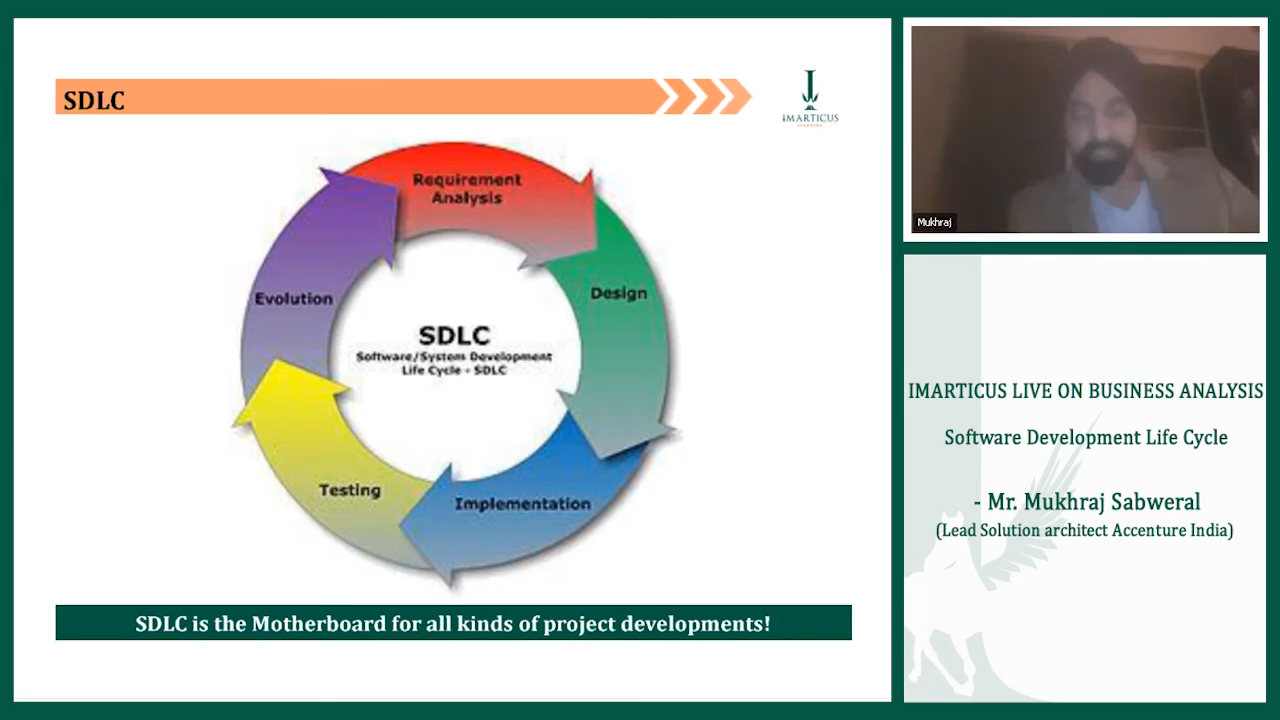 SDLC
iMARTICUS
LEARNING
Requirement
Analysis
Design
Implementation
Testing
Evolution
SDLC
Software/System Development
Life Cycle - SDLC
SDLC is the Motherboard for all kinds of project developments!
Mukhraj
IMARTICUS LIVE ON BUSINESS ANALYSIS
Software Development Life Cycle
- Mr. Mukhraj Sabweral
(Lead Solution architect Accenture India)